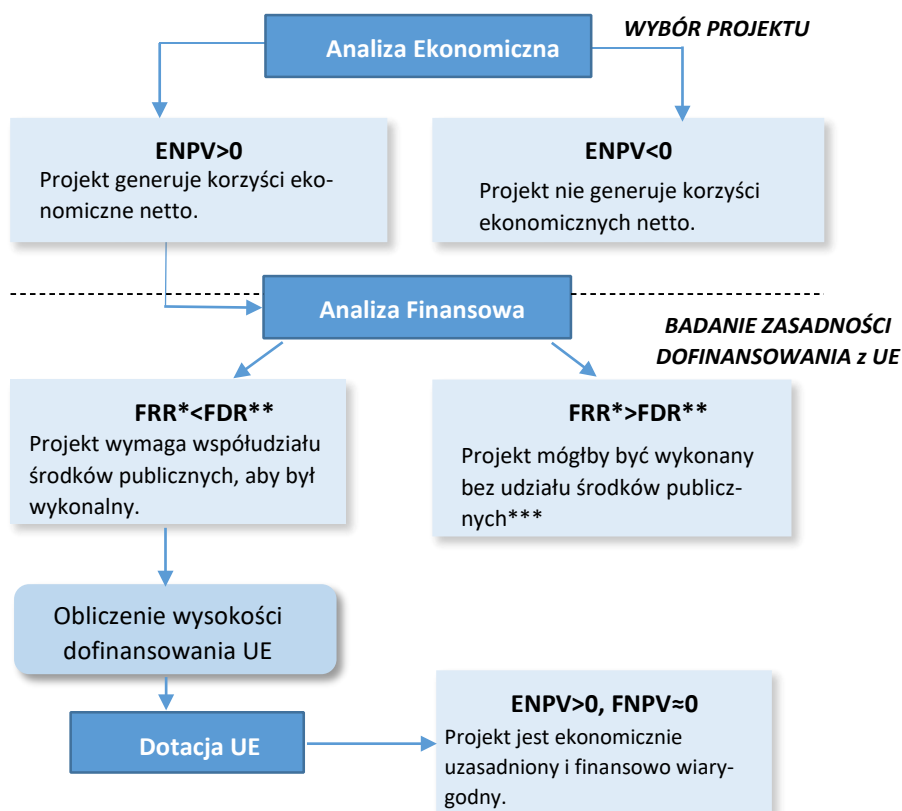 WYBÓR PROJEKTU
Analiza Ekonomiczna
ENPV>0
Projekt generuje korzyści eko-
nomiczne netto.
ENPV<0
Projekt nie generuje korzyści
ekonomicznych netto.
Analiza Finansowa
BADANIE ZASADNOŚCI
DOFINANSOWANIA z UE
FRR*<FDR**
Projekt wymaga współudziału
środków publicznych, aby był
wykonalny.
FRR*>FDR**
Projekt mógłby być wykonany
bez udziału środków publicz-
nych***
Obliczenie wysokości
dofinansowania UE
Dotacja UE
ENPV>0, FNPV≈0
Projekt jest ekonomicznie
uzasadniony i finansowo wiary-
godny.